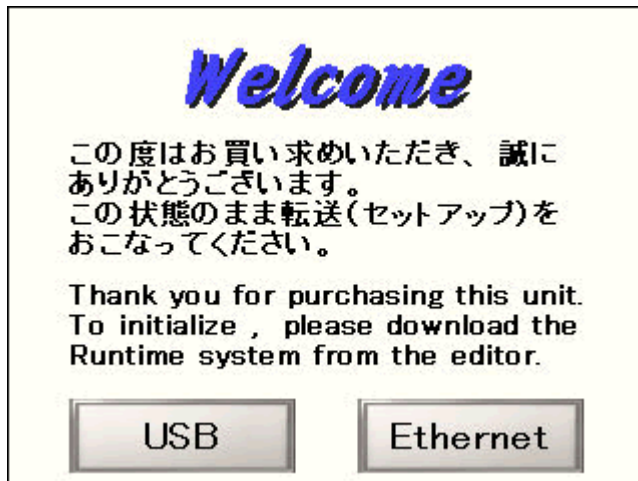 Welcome
この度はお買い求めいただき、誠に
ありがとうございます。
この状態のまま転送(セットアップ)を
おこなってください。
Thank you for purchasing this unit.
To initialize , please download the
Runtime system from the editor.
USB Ethernet